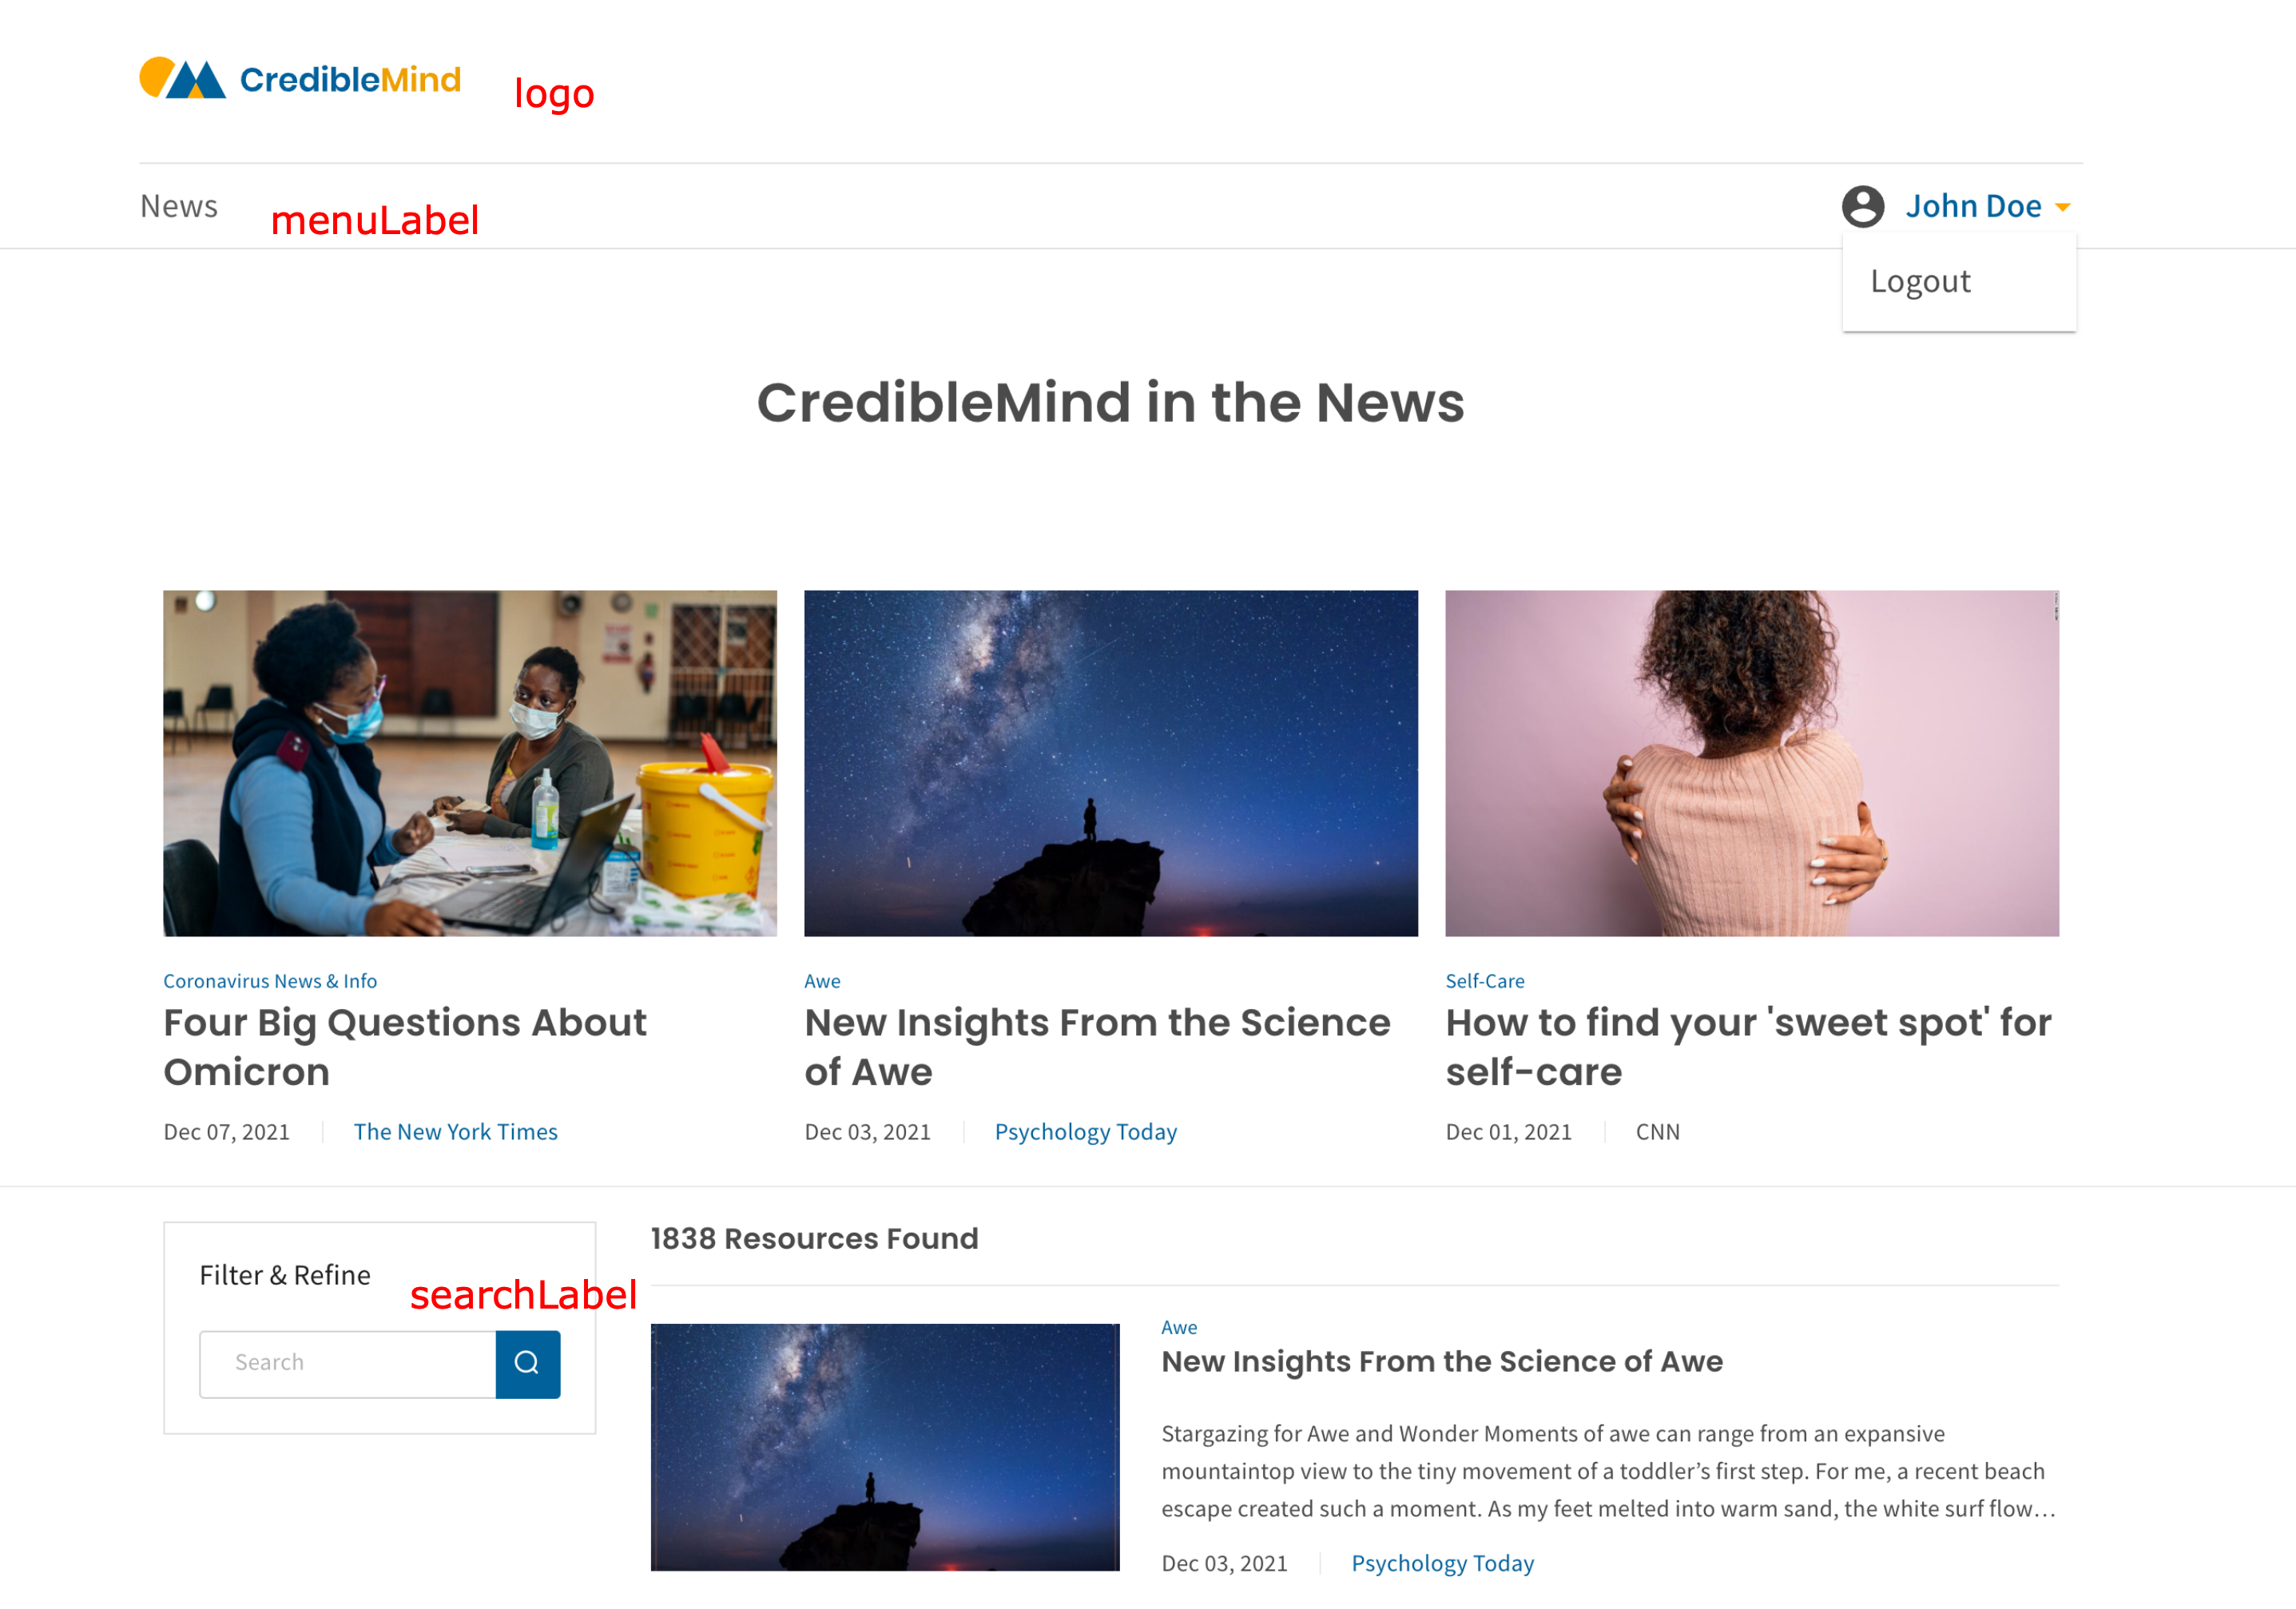 CredibleMind
logo
News
menuLabel
John Doe
Logout
CredibleMind in the News
Coronavirus News & Info
Four Big Questions About
Omicron
Dec 07, 2021
The New York Times
Awe
New Insights From the Science
of Awe
Dec 03, 2021
Psychology Today
Self-Care
How to find your 'sweet spot' for
self-care
Dec 01, 2021
CNN
Filter & Refine
searchLabel
Search
1838 Resources Found
Awe
New Insights From the Science of Awe
Stargazing for Awe and Wonder Moments of awe can range from an expansive
mountaintop view to the tiny movement of a toddler’s first step. For me, a recent beach
escape created such a moment. As my feet melted into warm sand, the white surf flow…
Dec 03, 2021
Psychology Today